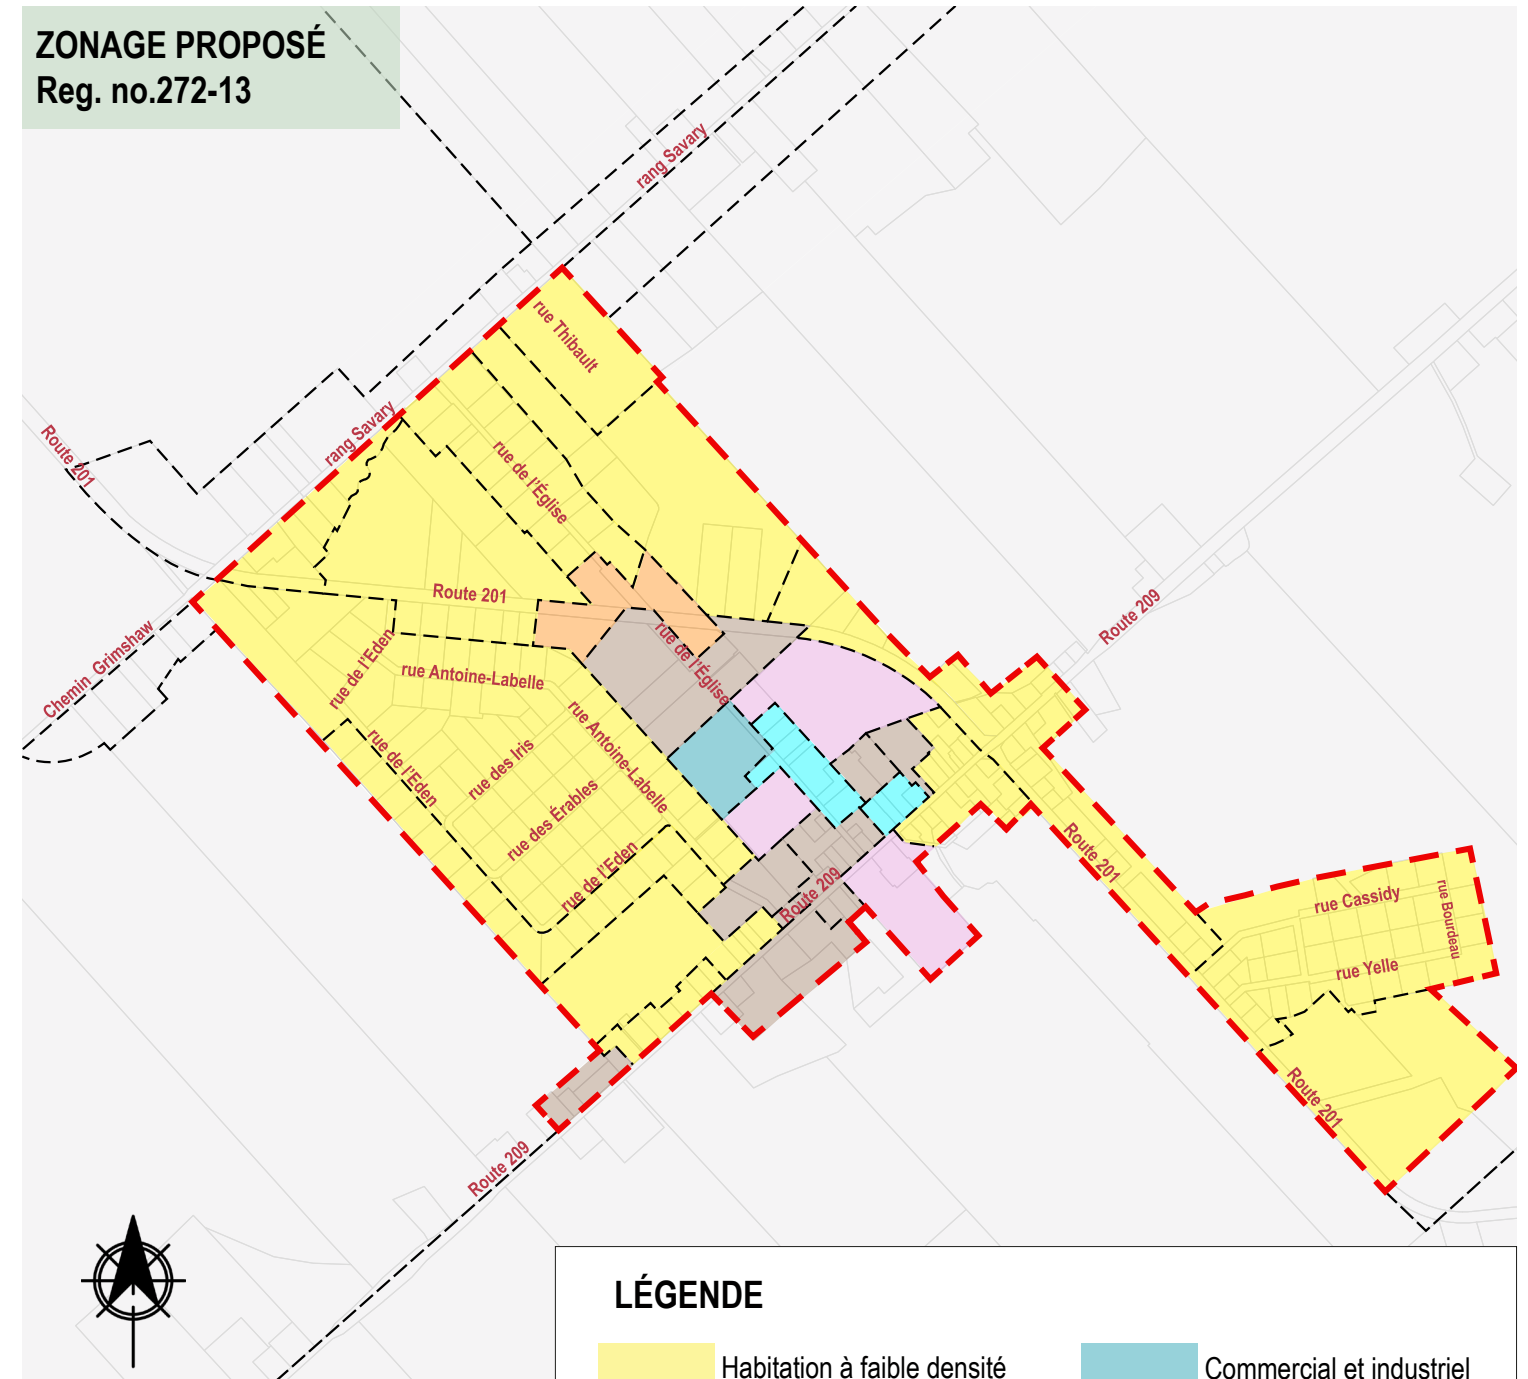 ZONAGE PROPOSÉ
Reg. no.272-13
rang Savary
rue Thibault
rang Savary
Route 201
rue de l'Église
Route 201
Route 209
Chemin Grimshaw
rue de l'Eden
rue Antoine-Labelle
rue de l'Église
rue Antoine-Labelle
rue de l'Eden
rue des Iris
rue des Érables
rue de l'Eden
Route 209
Route 201
rue Cassidy
rue Bourdeau
rue Yelle
Route 201
Route 209
LÉGENDE
Habitation à faible densité
Commercial et industriel